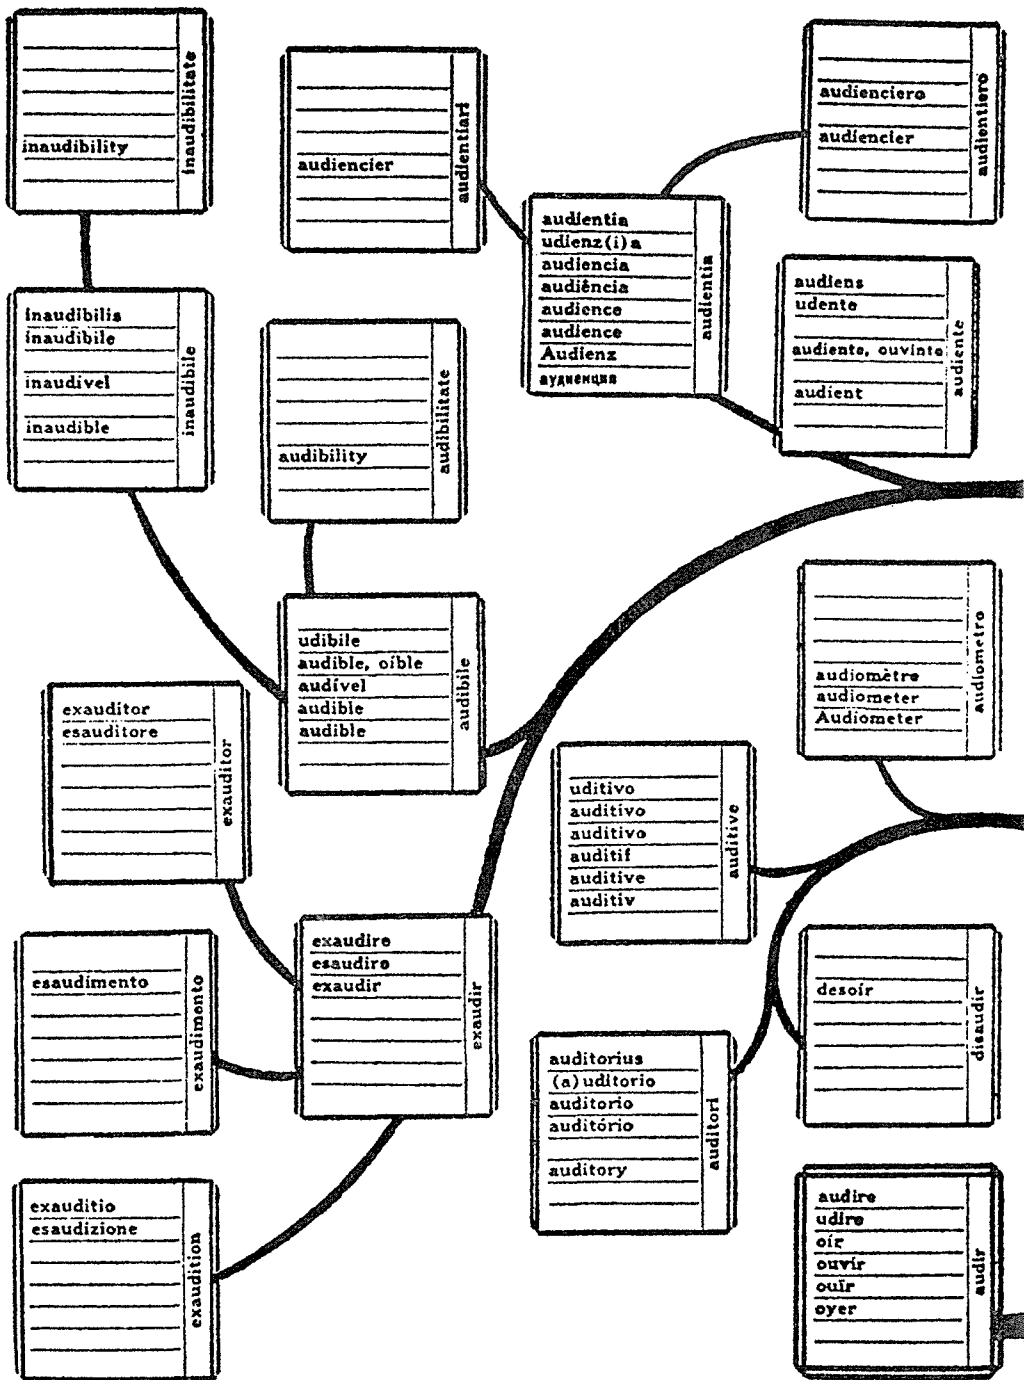 inaudibility
inaudibilitate
audiencier
audientiari
audienciero
audiencier
audientiero
audientia
udienz(i)a
audiencia
audiência
audience
audience
Audienz
аудиенция
audientia
audiens
udente
audiente, ouvinte
audient
audiente
inaudibilis
inaudibile
inaudível
inaudible
inaudibile
audibility
audibilitate
udibile
audible, oíble
audível
audible
audible
audibile
audiomètre
audiometer
Audiometer
audiometro
exauditor
esauditore
exauditor
uditivo
auditivo
auditivo
auditif
auditive
auditiv
auditive
exaudire
esaudire
exaudir
exaudir
esaudimento
exaudimento
desoír
disaudir
auditorius
(a)uditorio
auditorio
auditório
auditory
auditori
exauditio
esaudizione
exaudition
audire
udire
oír
ouvir
ouïr
oyer
audir